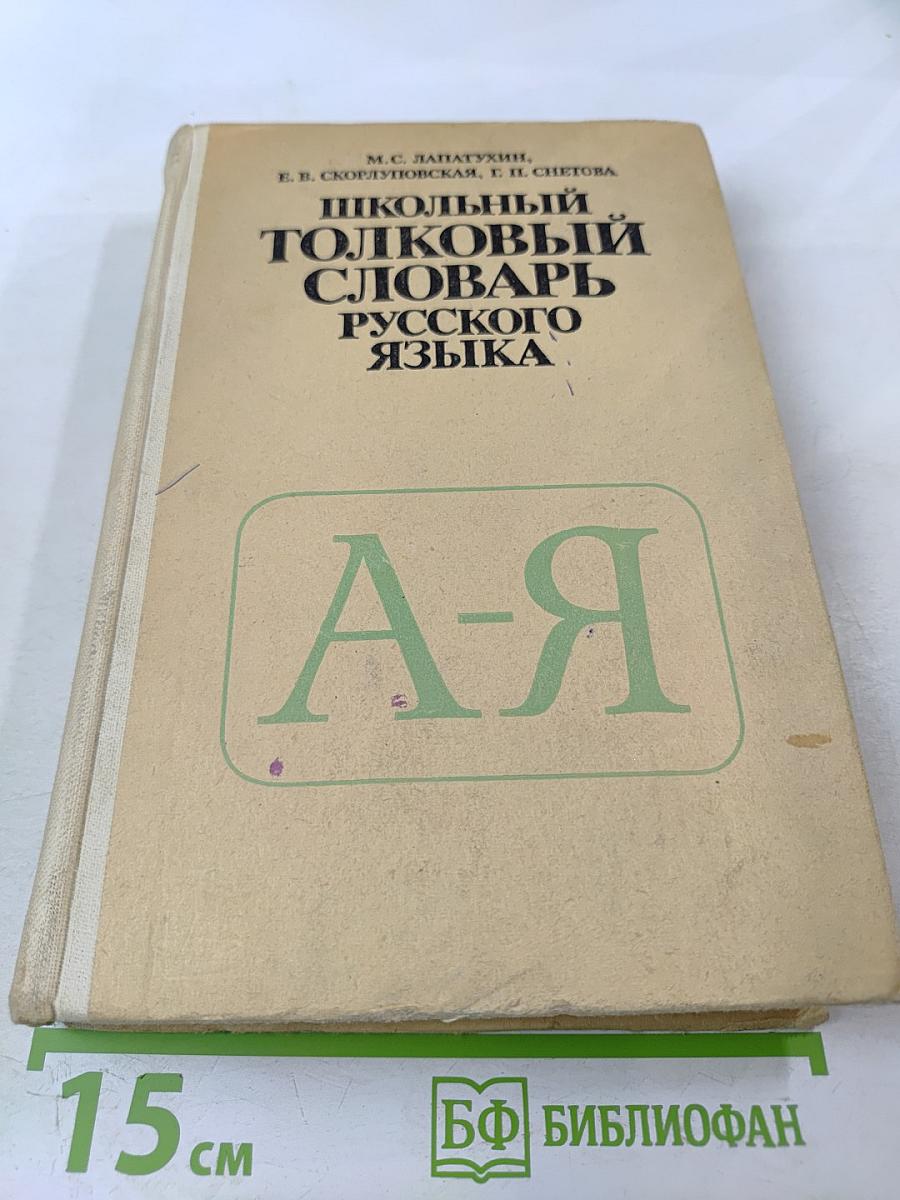 М. С. ЛАПАТУХИН,
Е. В. СКОРЛУПОВСКАЯ, Г. П. СНЕТОВА
ШКОЛЬНЫЙ
ТОЛКОВЫЙ
СЛОВАРЬ
РУССКОГО
ЯЗЫКА
А-Я
15 см
БФ БИБЛИОФАН